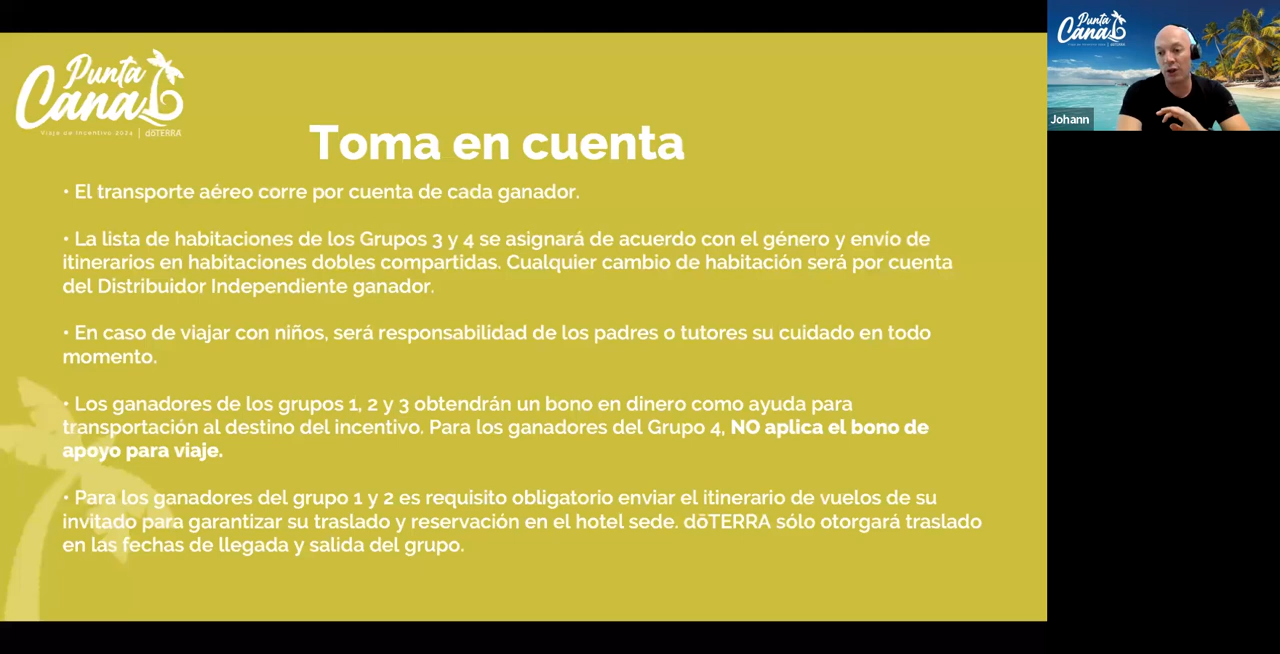 Punta
Cana
Viaje de Incentivo 2024 | dōTERRA
Toma en cuenta
• El transporte aéreo corre por cuenta de cada ganador.
• La lista de habitaciones de los Grupos 3 y 4 se asignará de acuerdo con el género y envío de
itinerarios en habitaciones dobles compartidas. Cualquier cambio de habitación será por cuenta
del Distribuidor Independiente ganador.
• En caso de viajar con niños, será responsabilidad de los padres o tutores su cuidado en todo
momento.
• Los ganadores de los grupos 1, 2 y 3 obtendrán un bono en dinero como ayuda para
transportación al destino del incentivo. Para los ganadores del Grupo 4, NO aplica el bono de
apoyo para viaje.
• Para los ganadores del grupo 1 y 2 es requisito obligatorio enviar el itinerario de vuelos de su
invitado para garantizar su traslado y reservación en el hotel sede. dōTERRA sólo otorgará traslado
en las fechas de llegada y salida del grupo.
Punta
Cana
Johann